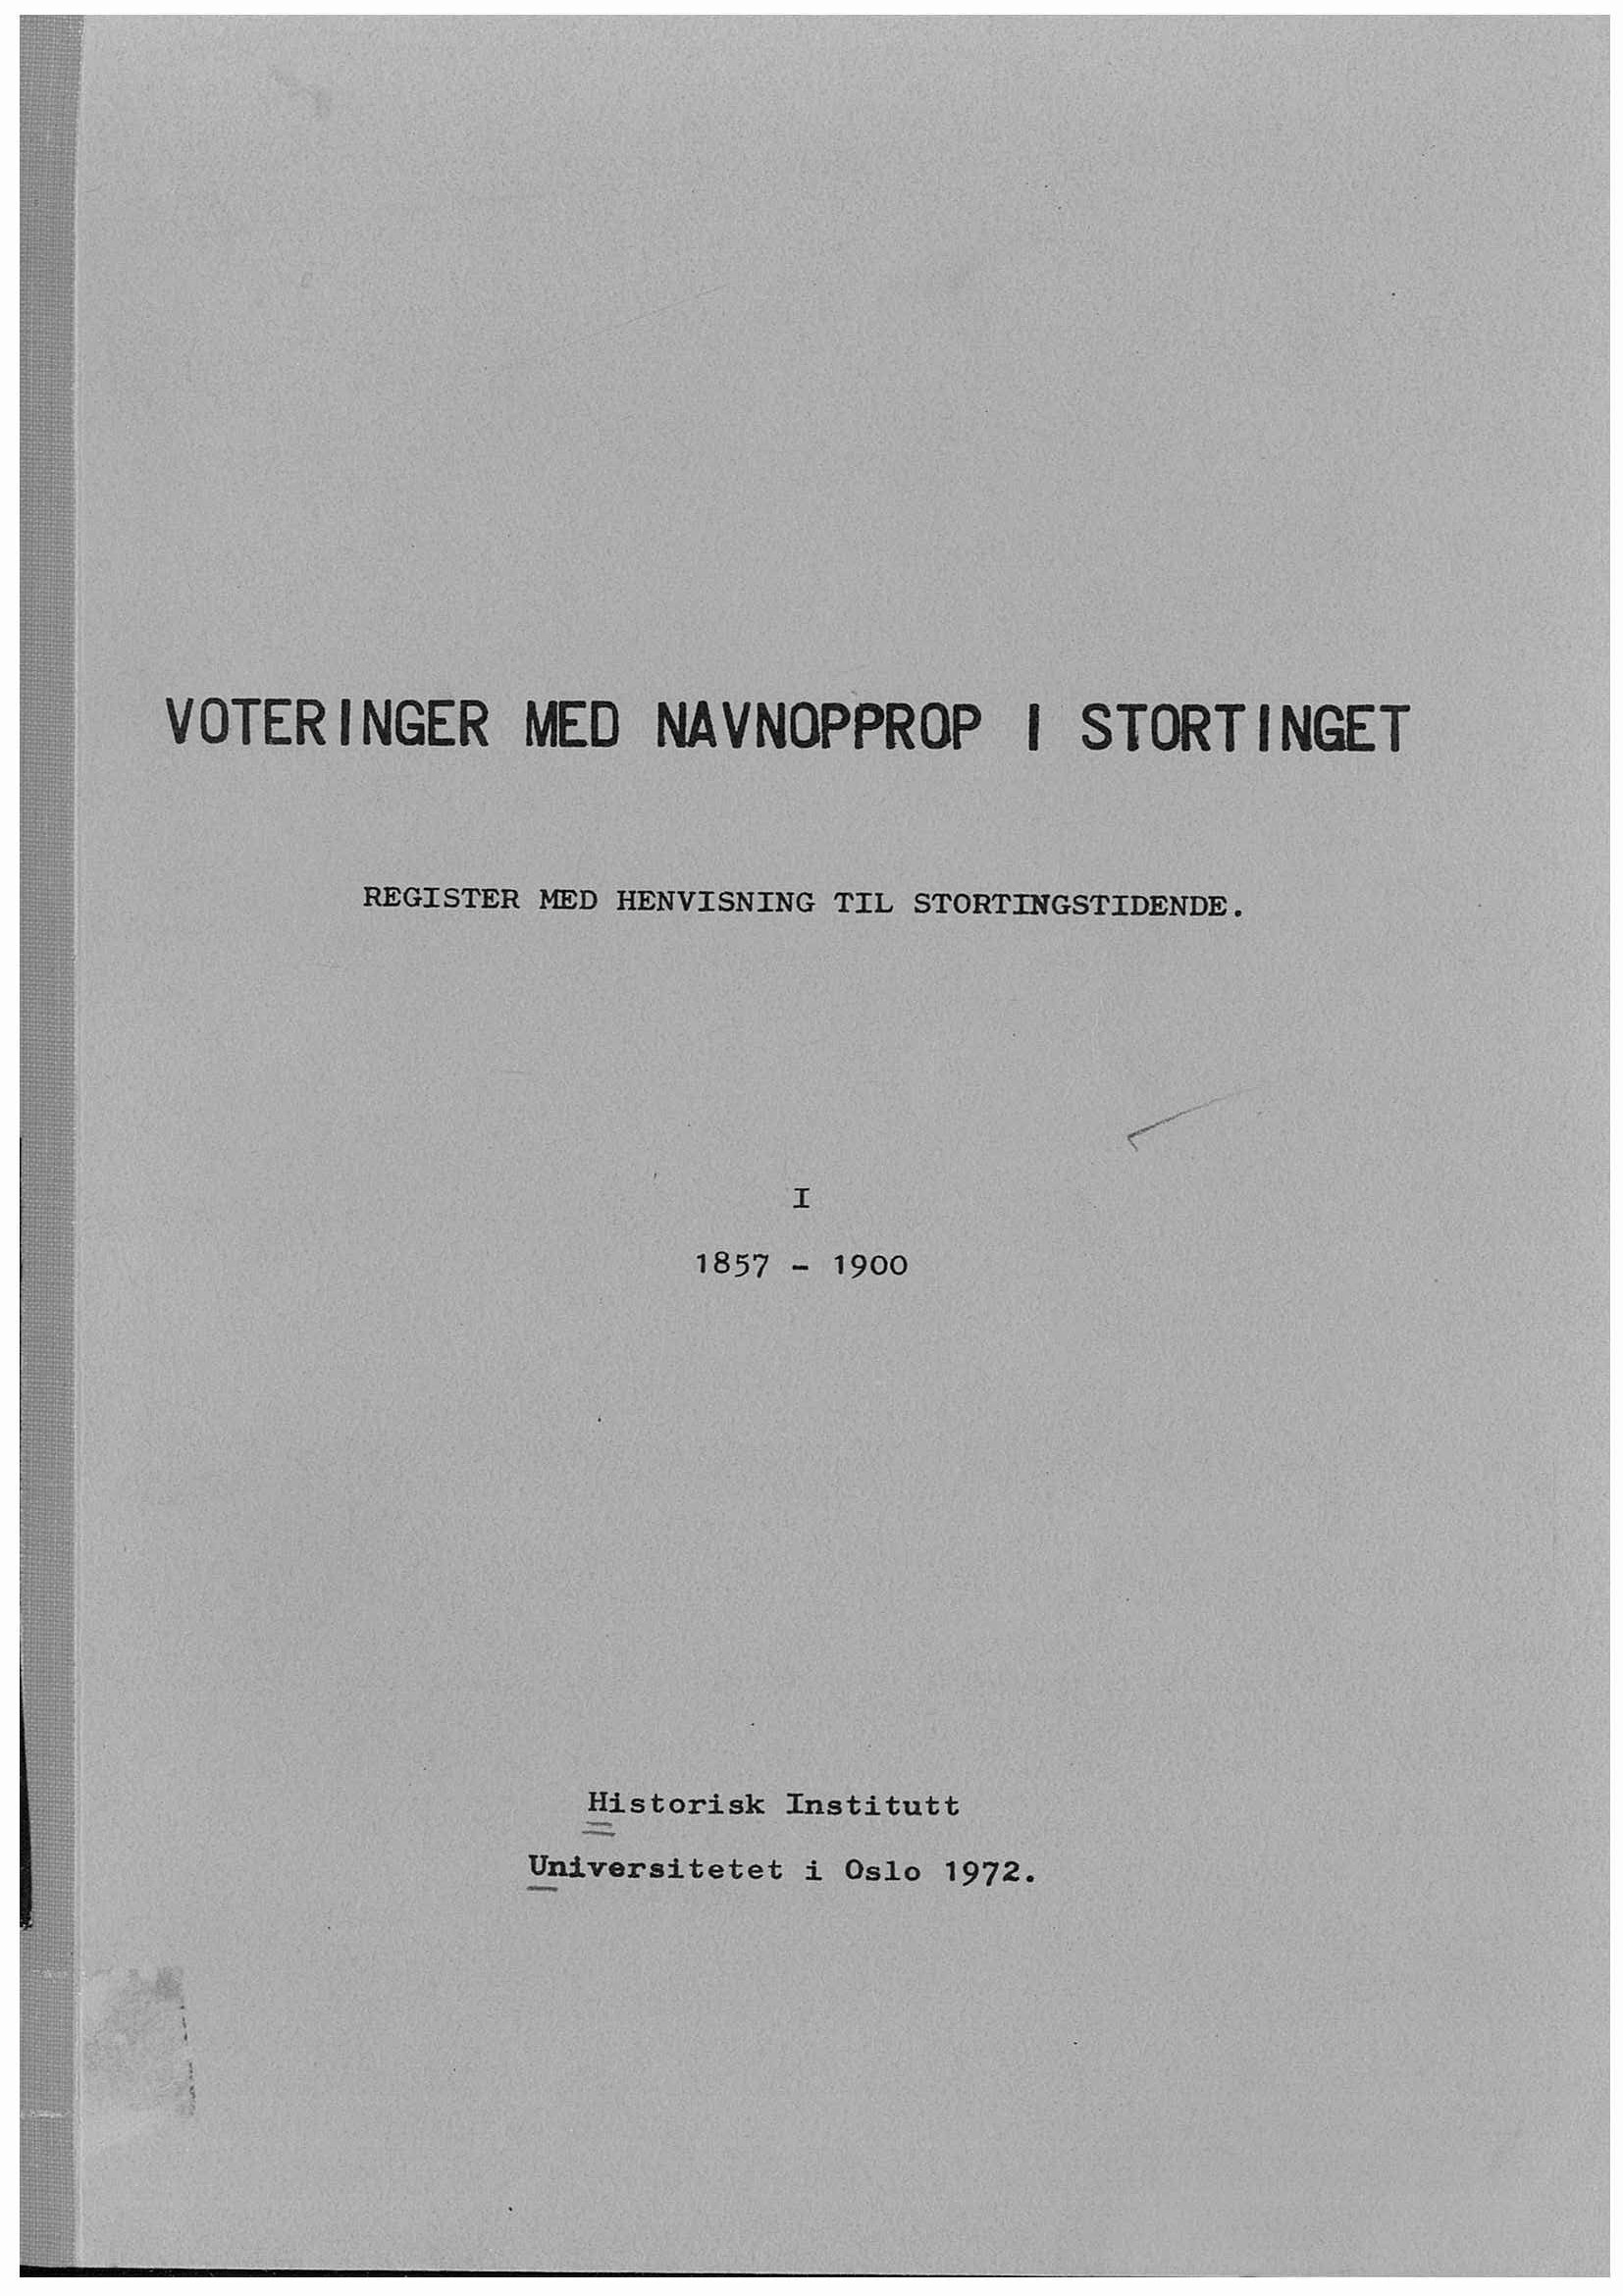 VOTERINGER MED NAVNOPPROP I STORTINGET
REGISTER MED HENVISNING TIL STORTINGSTIDENDE.
I
1857 - 1900
Historisk Institutt
Universitetet i Oslo 1972.